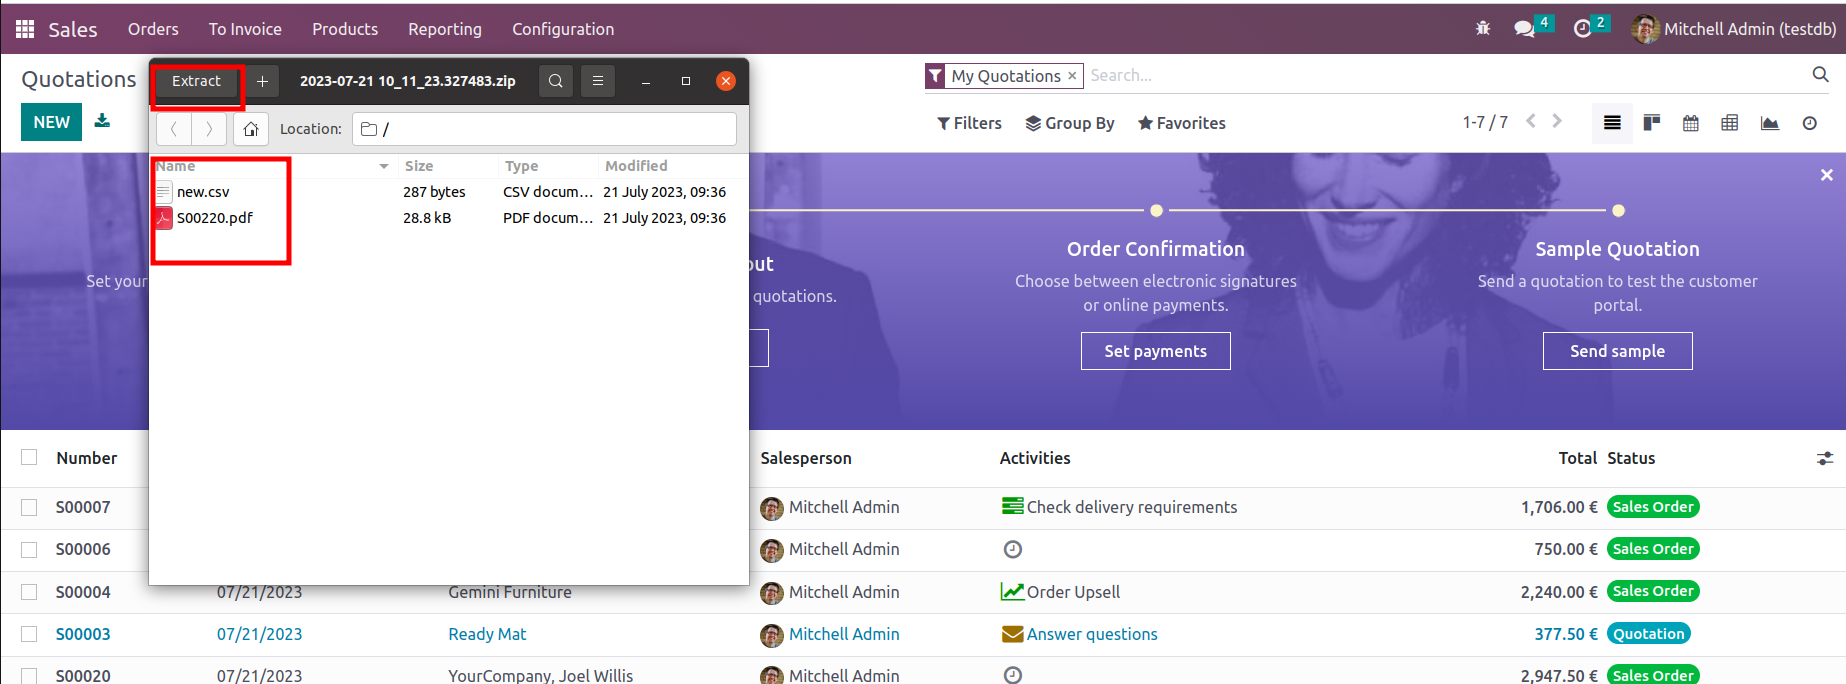 Sales Orders To Invoice Products Reporting Configuration 4 2 Mitchell Admin (testdb)
Quotations
NEW
Extract + 2023-07-21 10_11_23.327483.zip
Location: /
Name Size Type Modified
new.csv 287 bytes CSV docum... 21 July 2023, 09:36
S00220.pdf 28.8 kB PDF docum... 21 July 2023, 09:36
My Quotations × Search...
Filters Group By Favorites 1-7 / 7
Set your
out
quotations.
Order Confirmation
Choose between electronic signatures
or online payments.
Set payments
Sample Quotation
Send a quotation to test the customer
portal.
Send sample
Number Salesperson Activities Total Status
S00007 Mitchell Admin Check delivery requirements 1,706.00 € Sales Order
S00006 Mitchell Admin 750.00 € Sales Order
S00004 07/21/2023 Gemini Furniture Mitchell Admin Order Upsell 2,240.00 € Sales Order
S00003 07/21/2023 Ready Mat Mitchell Admin Answer questions 377.50 € Quotation
S00020 07/21/2023 YourCompany, Joel Willis Mitchell Admin 2,947.50 € Sales Order